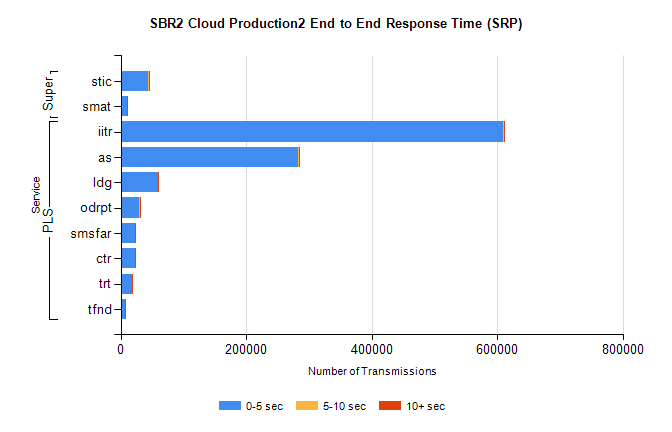 SBR2 Cloud Production2 End to End Response Time (SRP)
Super
stic
smat
Service
PLS
iitr
as
ldg
odrpt
smsfar
ctr
trt
tfnd
0 200000 400000 600000 800000
Number of Transmissions
0-5 sec 5-10 sec 10+ sec